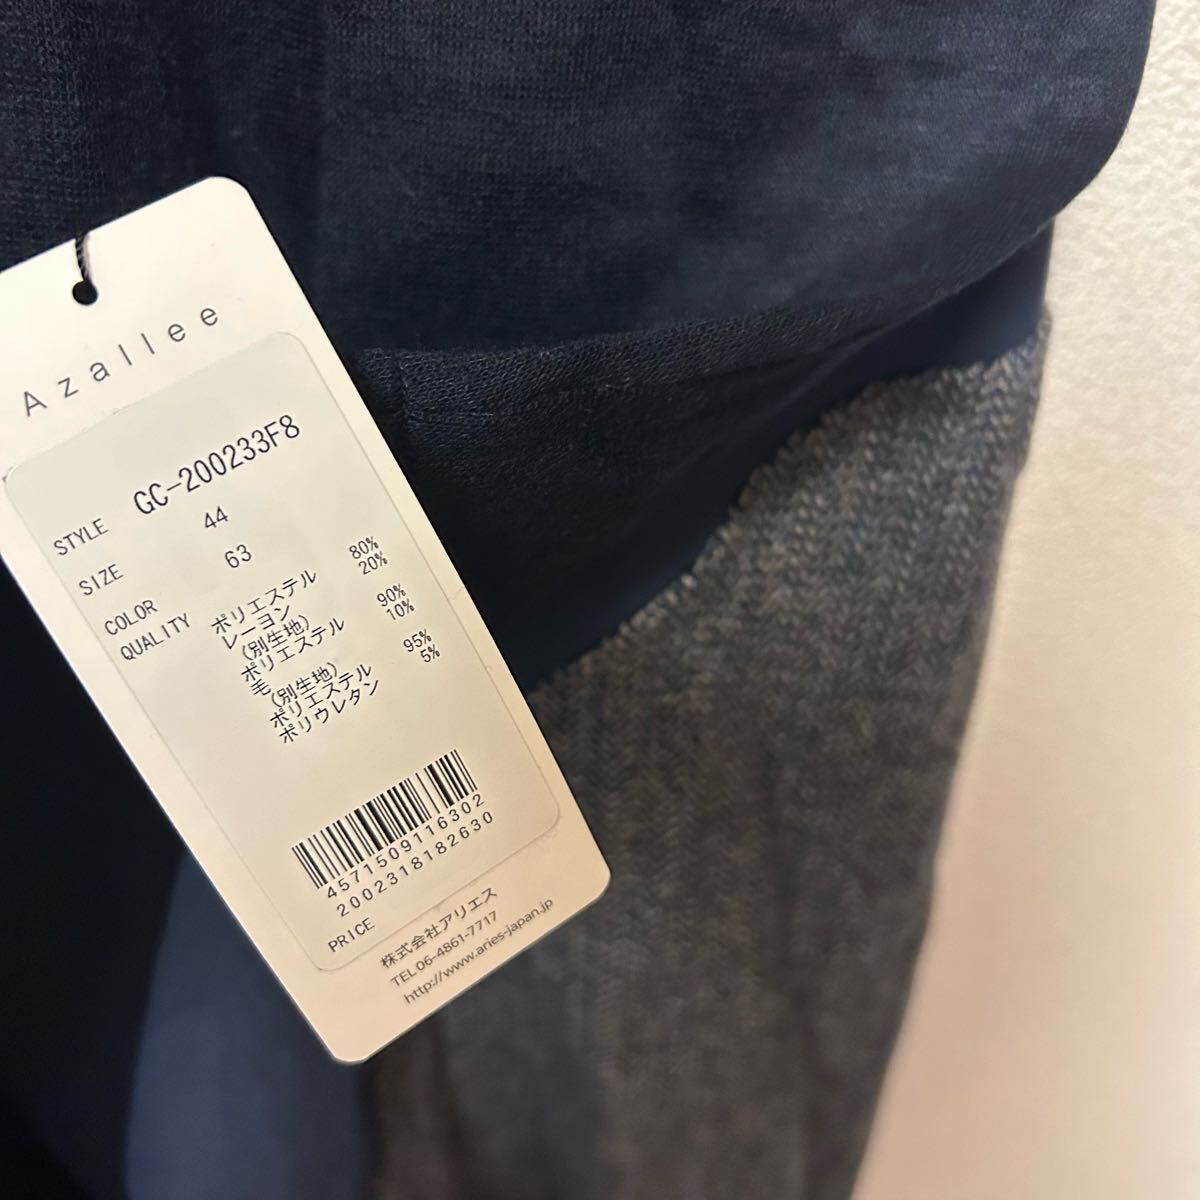 Azallee
STYLE GC-200233F8
SIZE 44
COLOR 63
QUALITY ポリエステル 80%
レーヨン 20%
(別生地)
ポリエステル 90%
毛 10%
(別生地)
ポリエステル 95%
ポリウレタン 5%
4571509116302
2002318182630
PRICE
株式会社アリエス
TEL 06-4861-7717
http://www.aries-japan.jp